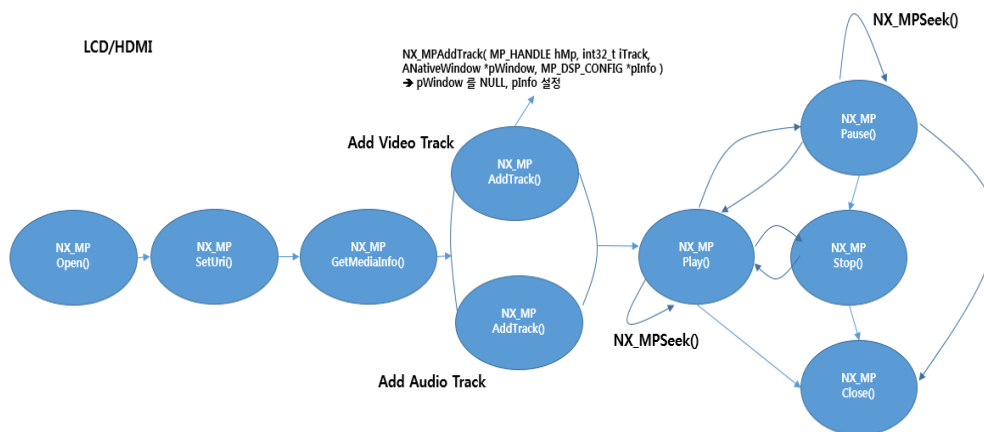 LCD/HDMI
NX_MPAddTrack( MP_HANDLE hMp, int32_t iTrack,
ANativeWindow *pWindow, MP_DSP_CONFIG *pInfo )
➔ pWindow 를 NULL, pInfo 설정
Add Video Track
NX_MP
AddTrack()
NX_MP
Open()
NX_MP
SetUri()
NX_MP
GetMediaInfo()
NX_MP
AddTrack()
Add Audio Track
NX_MPSeek()
NX_MP
Pause()
NX_MP
Play()
NX_MP
Stop()
NX_MPSeek()
NX_MP
Close()